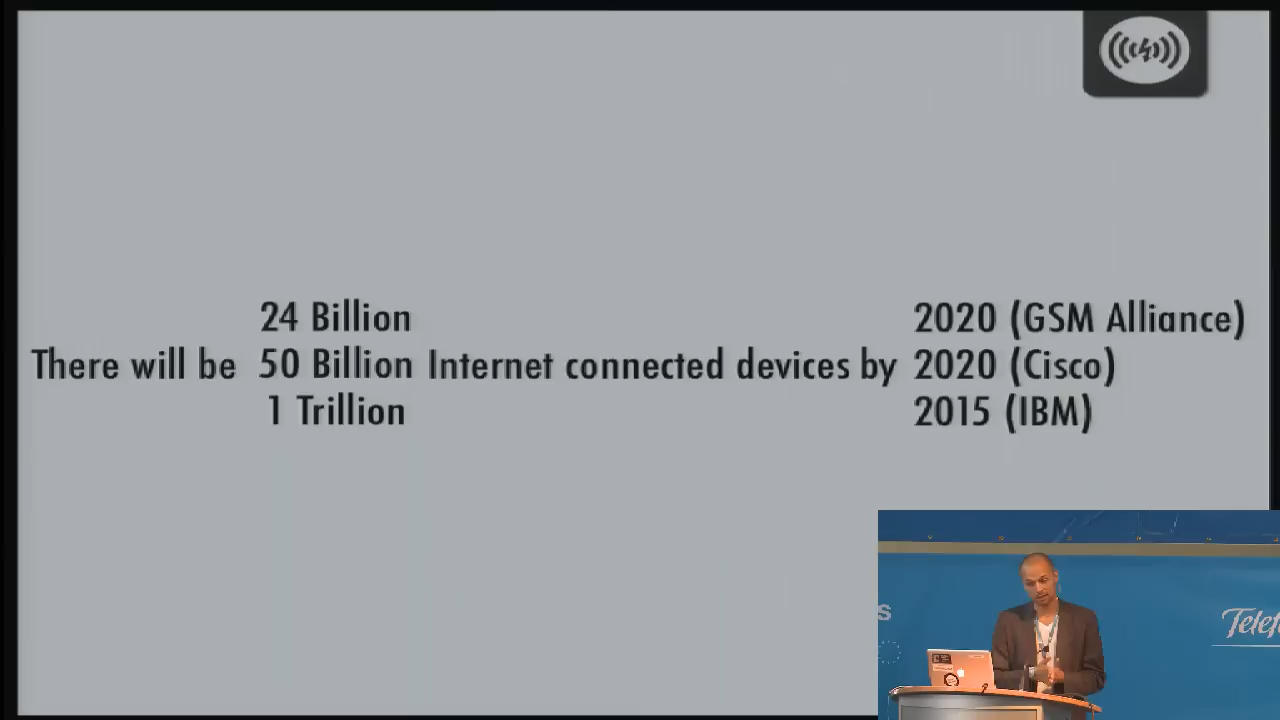 24 Billion
There will be 50 Billion Internet connected devices by
1 Trillion
2020 (GSM Alliance)
2020 (Cisco)
2015 (IBM)